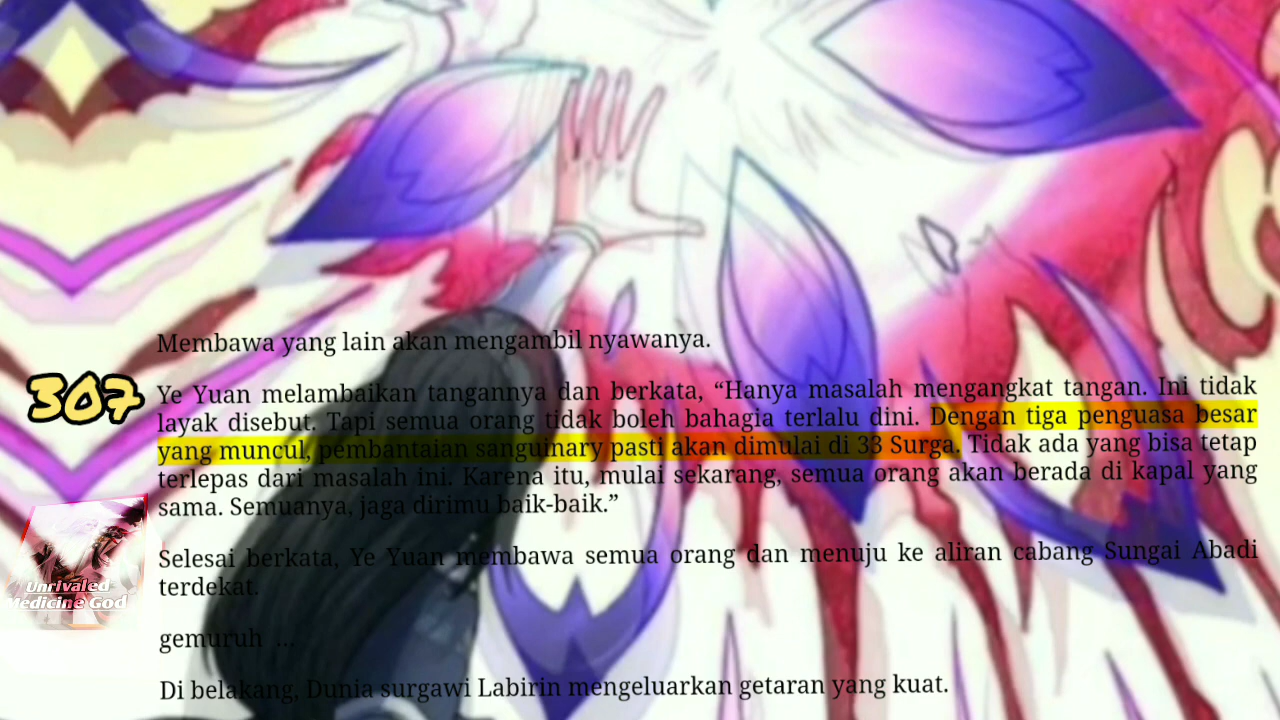 Membawa yang lain akan mengambil nyawanya.
307
Ye Yuan melambaikan tangannya dan berkata, “Hanya masalah mengangkat tangan. Ini tidak
layak disebut. Tapi semua orang tidak boleh bahagia terlalu dini. Dengan tiga penguasa besar
yang muncul, pembantaian sanguinary pasti akan dimulai di 33 Surga. Tidak ada yang bisa tetap
terlepas dari masalah ini. Karena itu, mulai sekarang, semua orang akan berada di kapal yang
sama. Semuanya, jaga dirimu baik-baik.”
Selesai berkata, Ye Yuan membawa semua orang dan menuju ke aliran cabang Sungai Abadi
terdekat.
Unrivaled
Medicine God
gemuruh ...
Di belakang, Dunia surgawi Labirin mengeluarkan getaran yang kuat.